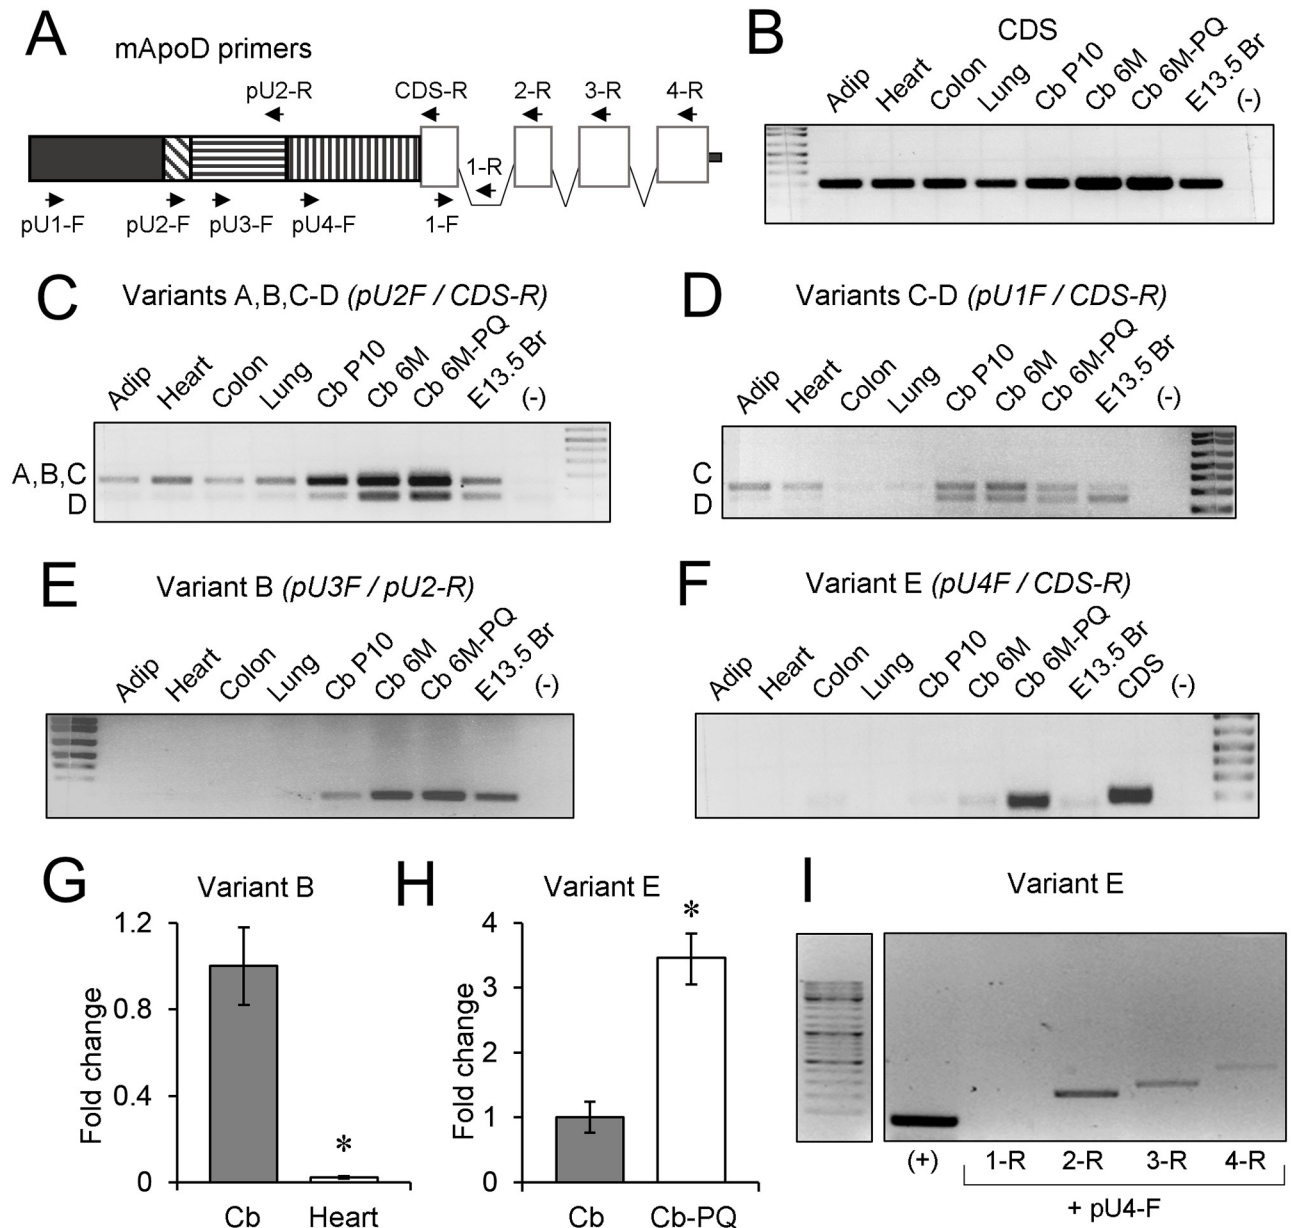 A
mApoD primers
pU2-R
CDS-R
2-R
3-R
4-R
1-R
pU1-F
pU2-F
pU3-F
pU4-F
1-F
B
CDS
Adip
Heart
Colon
Lung
Cb P10
Cb 6M
Cb 6M-PQ
E13.5 Br
(-)
C
Variants A,B,C-D (pU2F / CDS-R)
Adip
Heart
Colon
Lung
Cb P10
Cb 6M
Cb 6M-PQ
E13.5 Br
(-)
A,B,C
D
D
Variants C-D (pU1F / CDS-R)
Adip
Heart
Colon
Lung
Cb P10
Cb 6M
Cb 6M-PQ
E13.5 Br
(-)
C
D
E
Variant B (pU3F / pU2-R)
Adip
Heart
Colon
Lung
Cb P10
Cb 6M
Cb 6M-PQ
E13.5 Br
(-)
F
Variant E (pU4F / CDS-R)
Adip
Heart
Colon
Lung
Cb P10
Cb 6M
Cb 6M-PQ
E13.5 Br
CDS
(-)
G
Variant B
Fold change
1.2
0.8
0.4
0
*
Cb
Heart
H
Variant E
Fold change
4
3
2
1
0
*
Cb
Cb-PQ
I
Variant E
(+)
1-R
2-R
3-R
4-R
+ pU4-F